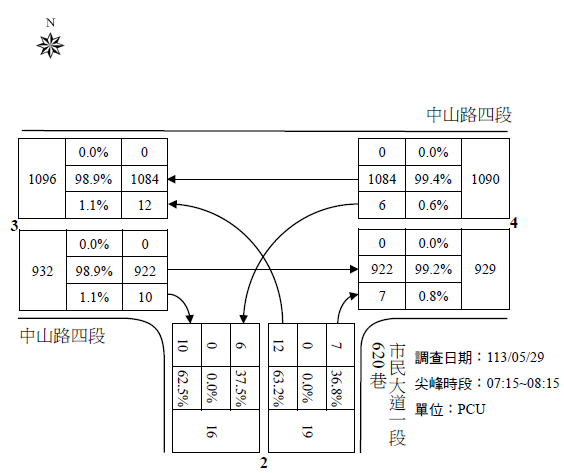 N
中山路四段
0.0% 0
1096 98.9% 1084
1.1% 12
0 0.0%
1084 99.4% 1090
6 0.6%
3
4
0.0% 0
932 98.9% 922
1.1% 10
0 0.0%
922 99.2% 929
7 0.8%
中山路四段
10 0 6
62.5% 0.0% 37.5%
16
12 0 7
63.2% 0.0% 36.8%
19
2
市民大道一段
620巷
調查日期：113/05/29
尖峰時段：07:15~08:15
單位：PCU